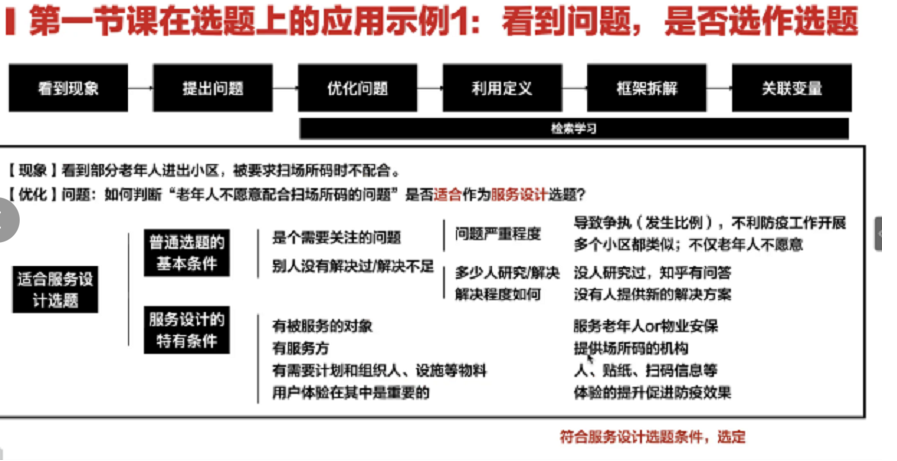 第一节课在选题上的应用示例1：看到问题，是否选作选题
看到现象
提出问题
优化问题
利用定义
框架拆解
关联变量
检索学习
【现象】看到部分老年人进出小区，被要求扫场所码时不配合。
【优化】问题：如何判断“老年人不愿意配合扫场所码的问题”是否适合作为服务设计选题？
适合服务设
计选题
普通选题的
基本条件
是个需要关注的问题
别人没有解决过/解决不足
问题严重程度
导致争执（发生比例），不利防疫工作开展
多个小区都类似；不仅老年人不愿意
多少人研究/解决
解决程度如何
没人研究过，知乎有问答
没有人提供新的解决方案
服务设计的
特有条件
有被服务的对象
服务老年人or物业安保
有服务方
提供场所码的机构
有需要计划和组织人、设施等物料
人、贴纸、扫码信息等
用户体验在其中是重要的
体验的提升促进防疫效果
符合服务设计选题条件，选定